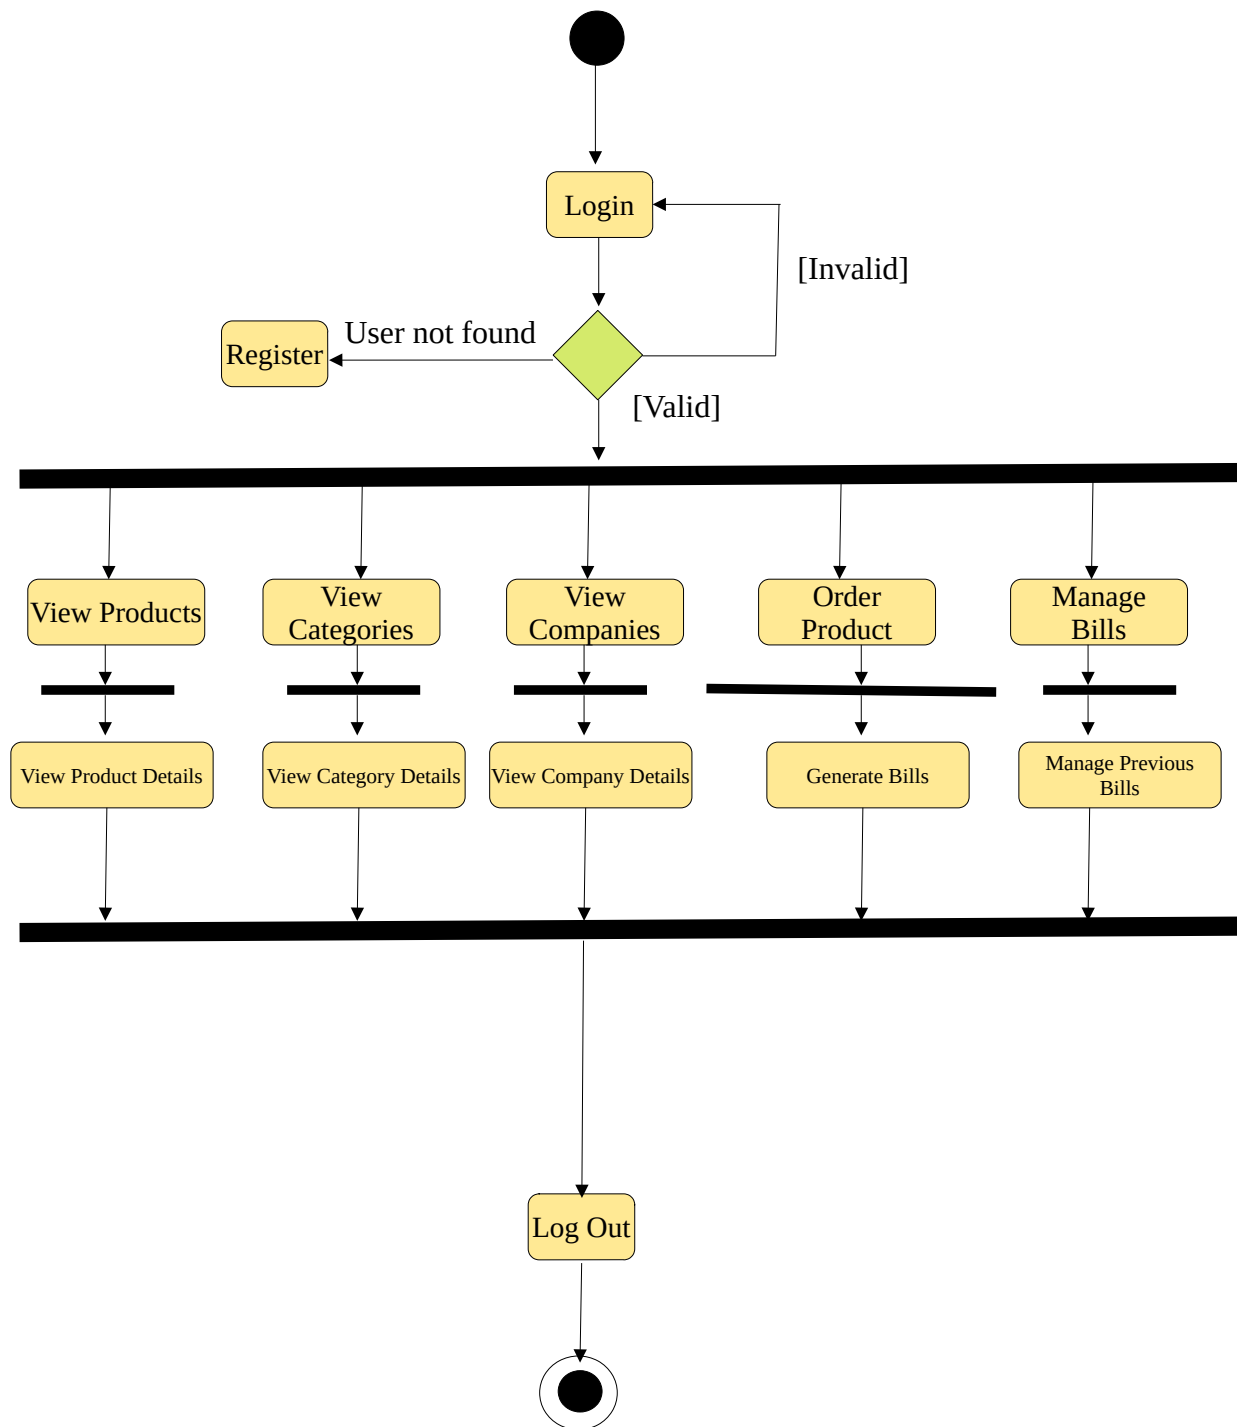 Login
[Invalid]
User not found
Register
[Valid]
View Products
View
Categories
View
Companies
Order
Product
Manage
Bills
View Product Details
View Category Details
View Company Details
Generate Bills
Manage Previous
Bills
Log Out